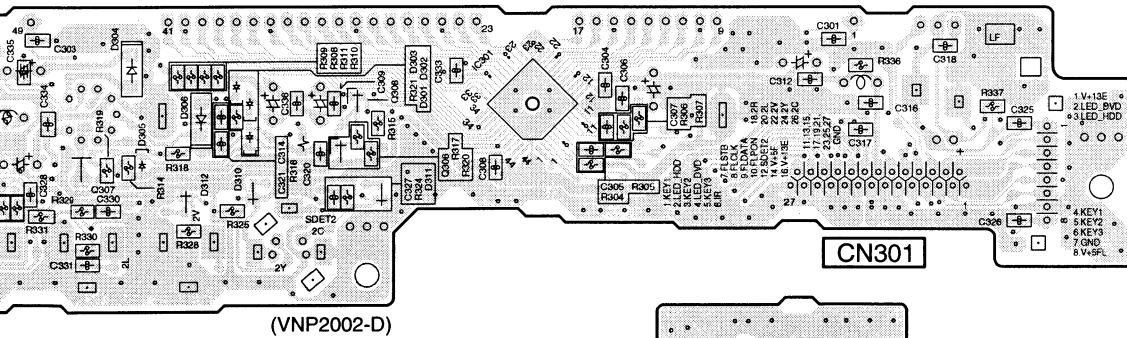 49
41
23
17
9
C335
C303
D304
R309
R308
R311
R310
D303
D302
C333
C301
R321
D301
C304
C306
C301
1
R336
C318
LF
C312
C316
R337
C325
1.V+13E
2.LED_BVD
3.LED_HDD
C334
R319
D306
D305
C336
C309
Q308
R315
C307
R306
R307
C317
R318
C314
C321
R316
C320
Q306
R317
R320
C308
C305
R304
R305
C328
C307
R314
D312
D310
C327
R324
D311
R329
C330
R331
R325
2V
SDET2
2C
R330
R328
C331
2L
2Y
1.KEY1
2.LED_HDD
3.KEY2
4.LED_DVD
5.KEY3
6.IR
7.FLSTB
8.FLCLK
9.FLDATA
10.FLPON
12.SDET2
14.V+5F
16.V+13E
18.2R
20.2L
22.2V
24.2Y
26.2C
11,13,15,
17,19,21,
23,25,27
GND
27
1
C326
8
4.KEY1
5.KEY2
6.KEY3
7.GND
8.V+5FL
CN301
(VNP2002-D)